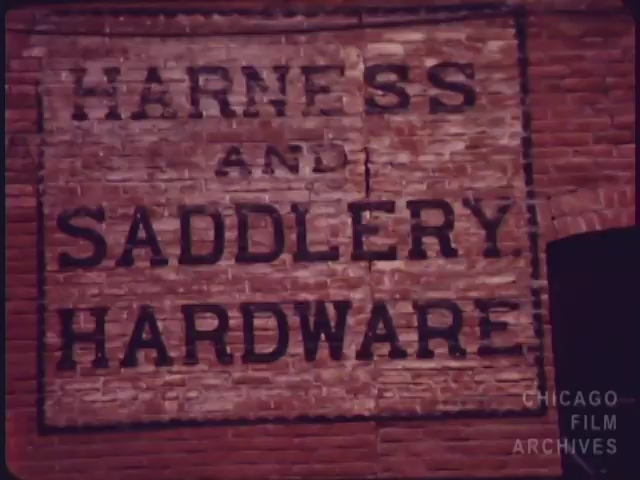 HARNESS
AND
SADDLERY
HARDWARE
CHICAGO
FILM
ARCHIVES